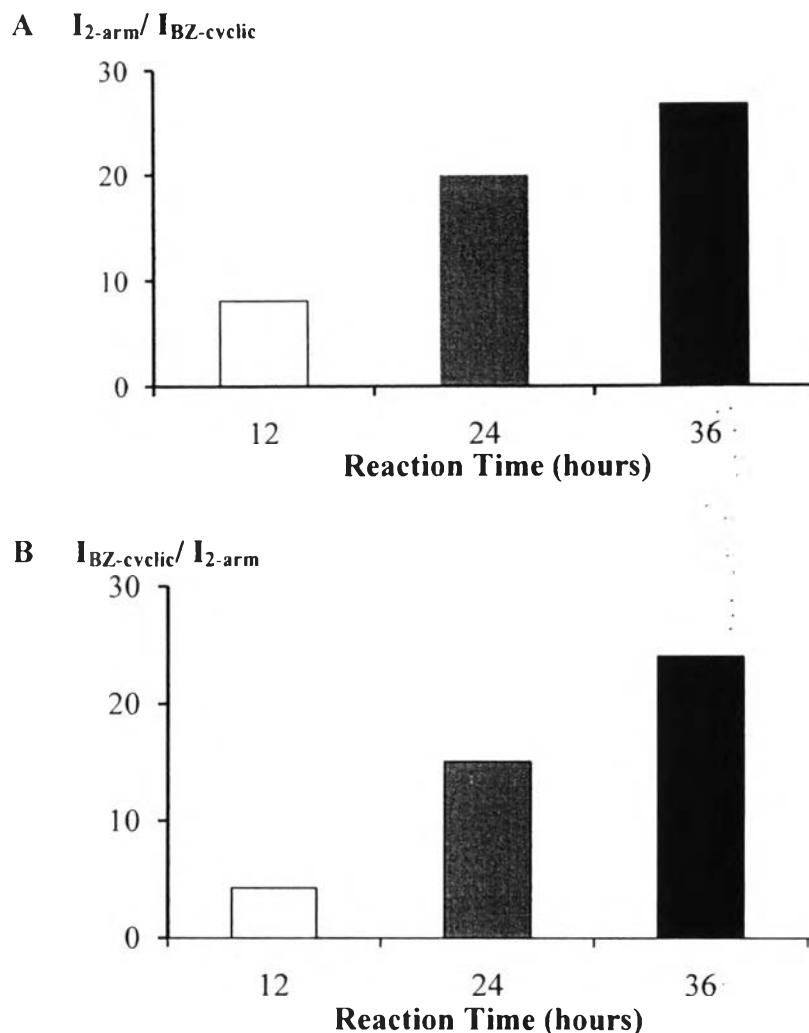 A I2-arm/ IBZ-cyclic
30
20
10
0
12 24 36
Reaction Time (hours)
B IBZ-cyclic/ I2-arm
30
20
10
0
12 24 36
Reaction Time (hours)